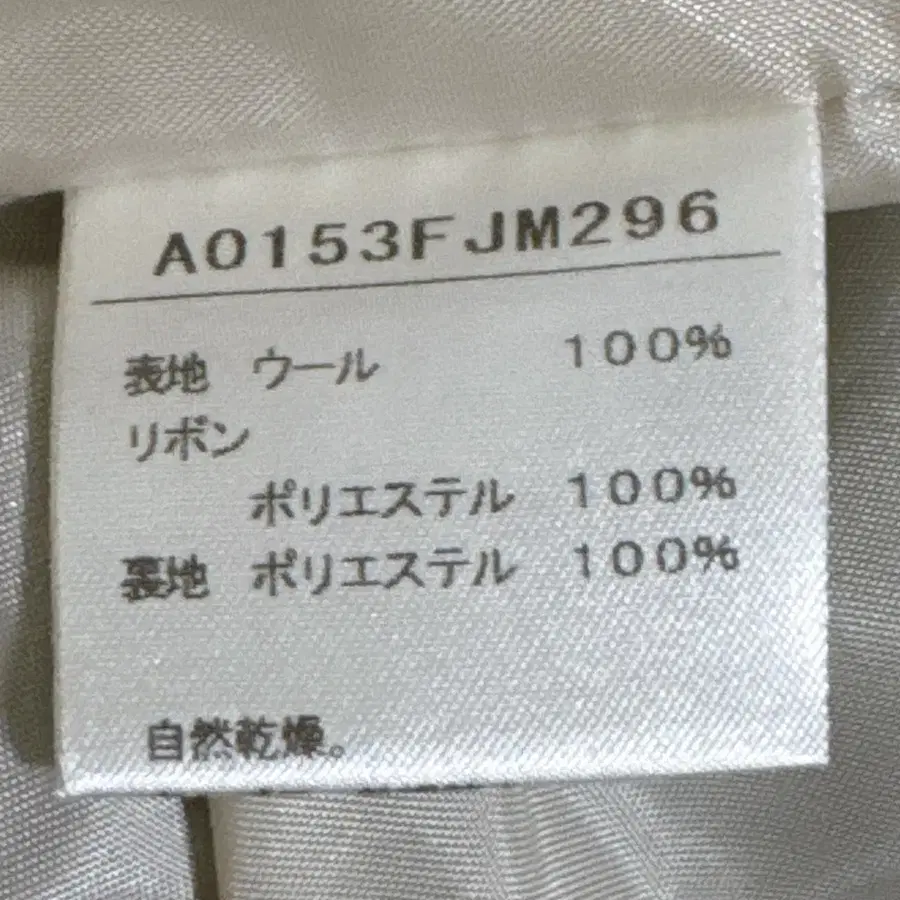 A0153FJM296
表地 ウール 100%
リボン
ポリエステル 100%
裏地 ポリエステル 100%
自然乾燥。